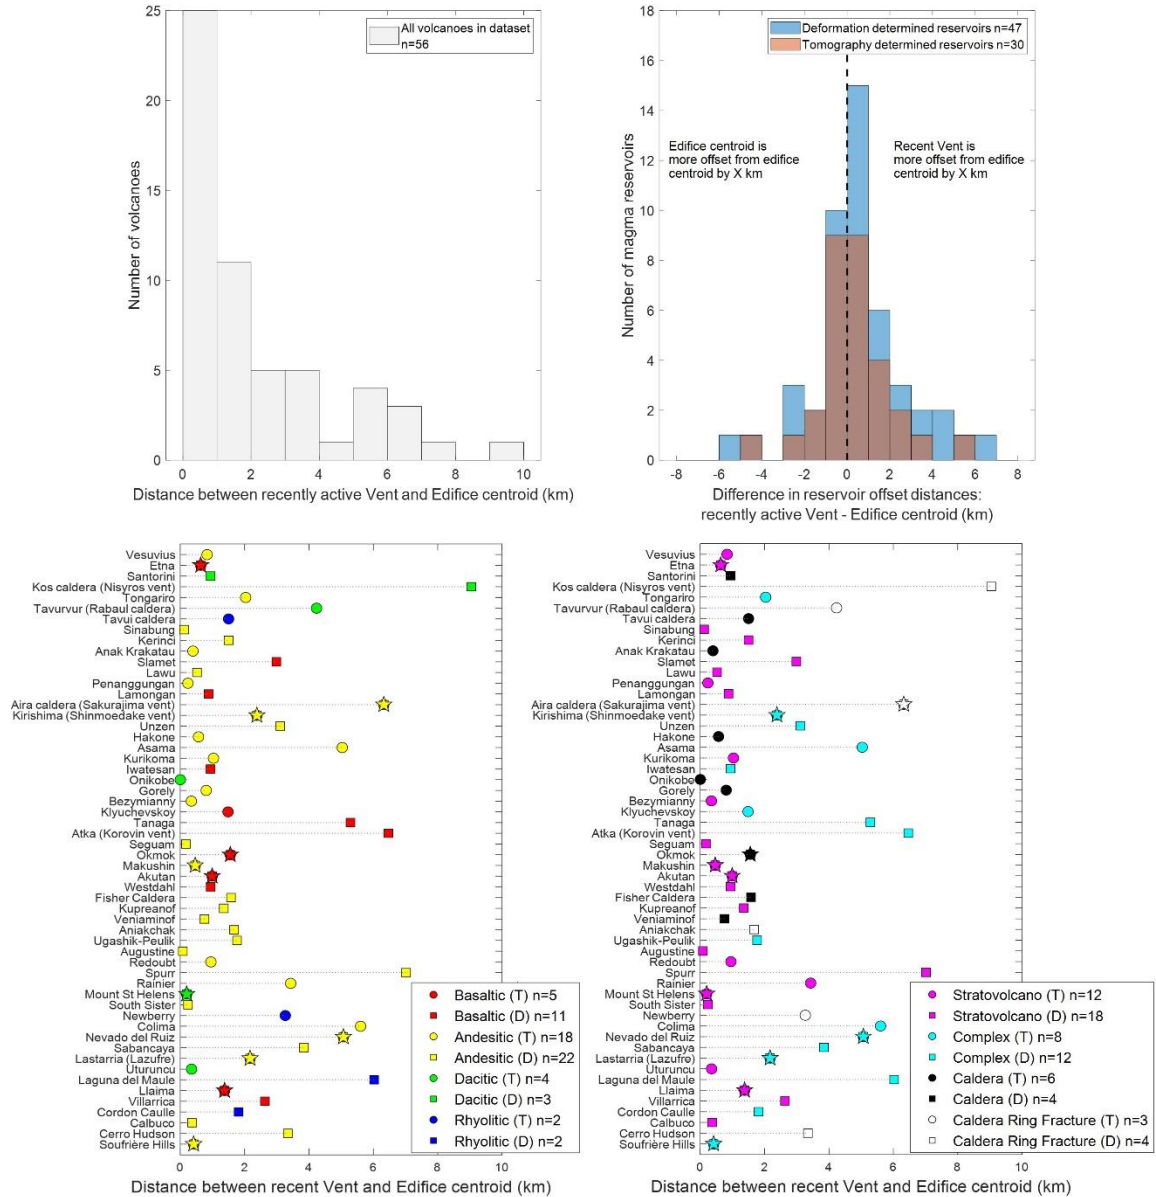 25
20
15
10
5
0
Number of volcanoes
All volcanoes in dataset
n=56
0 2 4 6 8 10
Distance between recently active Vent and Edifice centroid (km)
18
16
14
12
10
8
6
4
2
0
Number of magma reservoirs
Deformation determined reservoirs n=47
Tomography determined reservoirs n=30
Edifice centroid is
more offset from edifice
centroid by X km
Recent Vent is
more offset from edifice
centroid by X km
-8 -6 -4 -2 0 2 4 6 8
Difference in reservoir offset distances:
recently active Vent - Edifice centroid (km)
Vesuvius
Etna
Santorini
Kos caldera (Nisyros vent)
Tongariro
Tavurvur (Rabaul caldera)
Tavui caldera
Sinabung
Kerinci
Anak Krakatau
Slamet
Lawu
Penanggungan
Lamongan
Aira caldera (Sakurajima vent)
Kirishima (Shinmoedake vent)
Unzen
Hakone
Asama
Kurikoma
Iwatesan
Onikobe
Gorely
Bezymianny
Klyuchevskoy
Tanaga
Atka (Korovin vent)
Seguam
Okmok
Makushin
Akutan
Westdahl
Fisher Caldera
Kupreanof
Veniaminof
Aniakchak
Ugashik-Peulik
Augustine
Redoubt
Spurr
Rainier
Mount St Helens
South Sister
Newberry
Colima
Nevado del Ruiz
Sabancaya
Lastarria (Lazufre)
Uturuncu
Laguna del Maule
Llaima
Villarrica
Cordon Caulle
Calbuco
Cerro Hudson
Soufrière Hills
Basaltic (T) n=5
Basaltic (D) n=11
Andesitic (T) n=18
Andesitic (D) n=22
Dacitic (T) n=4
Dacitic (D) n=3
Rhyolitic (T) n=2
Rhyolitic (D) n=2
0 2 4 6 8 10
Distance between recent Vent and Edifice centroid (km)
Vesuvius
Etna
Santorini
Kos caldera (Nisyros vent)
Tongariro
Tavurvur (Rabaul caldera)
Tavui caldera
Sinabung
Kerinci
Anak Krakatau
Slamet
Lawu
Penanggungan
Lamongan
Aira caldera (Sakurajima vent)
Kirishima (Shinmoedake vent)
Unzen
Hakone
Asama
Kurikoma
Iwatesan
Onikobe
Gorely
Bezymianny
Klyuchevskoy
Tanaga
Atka (Korovin vent)
Seguam
Okmok
Makushin
Akutan
Westdahl
Fisher Caldera
Kupreanof
Veniaminof
Aniakchak
Ugashik-Peulik
Augustine
Redoubt
Spurr
Rainier
Mount St Helens
South Sister
Newberry
Colima
Nevado del Ruiz
Sabancaya
Lastarria (Lazufre)
Uturuncu
Laguna del Maule
Llaima
Villarrica
Cordon Caulle
Calbuco
Cerro Hudson
Soufrière Hills
Stratovolcano (T) n=12
Stratovolcano (D) n=18
Complex (T) n=8
Complex (D) n=12
Caldera (T) n=6
Caldera (D) n=4
Caldera Ring Fracture (T) n=3
Caldera Ring Fracture (D) n=4
0 2 4 6 8 10
Distance between recent Vent and Edifice centroid (km)